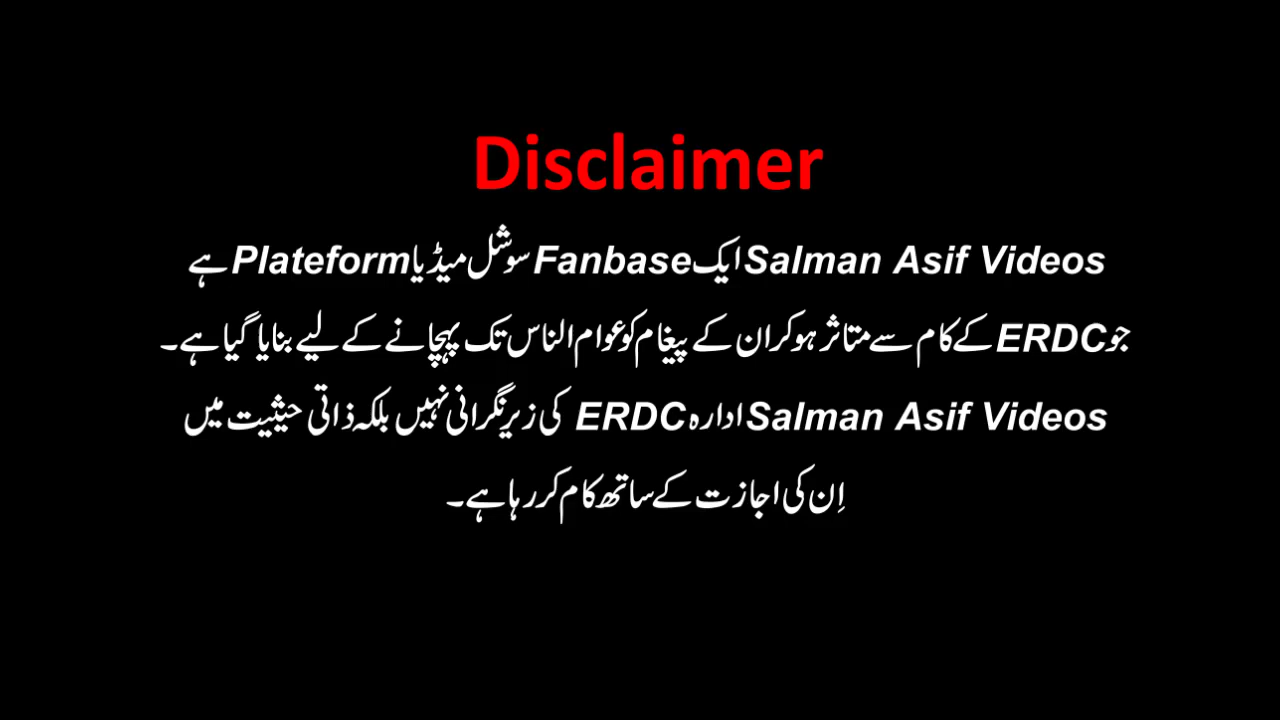 Disclaimer
Salman Asif Videos ایک Fanbase سوشل میڈیا Plateform ہے
جو ERDC کے کام سے متاثر ہو کر ان کے پیغام کو عوام الناس تک پہچانے کے لیے بنایا گیا ہے۔
Salman Asif Videos ادارہ ERDC کی زیرِ نگرانی نہیں بلکہ ذاتی حیثیت میں
اِن کی اجازت کے ساتھ کام کر رہا ہے۔